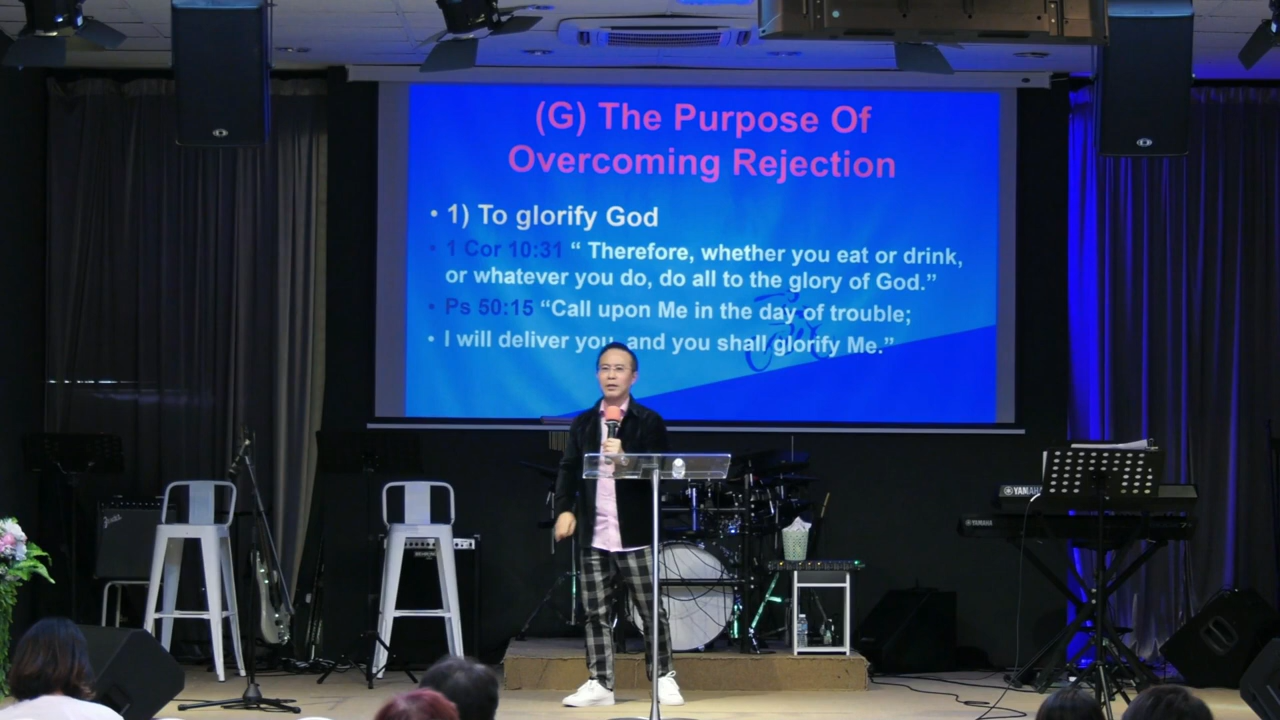 (G) The Purpose Of
Overcoming Rejection
• 1) To glorify God
• 1 Cor 10:31 “ Therefore, whether you eat or drink,
or whatever you do, do all to the glory of God.”
• Ps 50:15 “Call upon Me in the day of trouble;
• I will deliver you, and you shall glorify Me.”
YAMAHA
YAMAHA
Fender